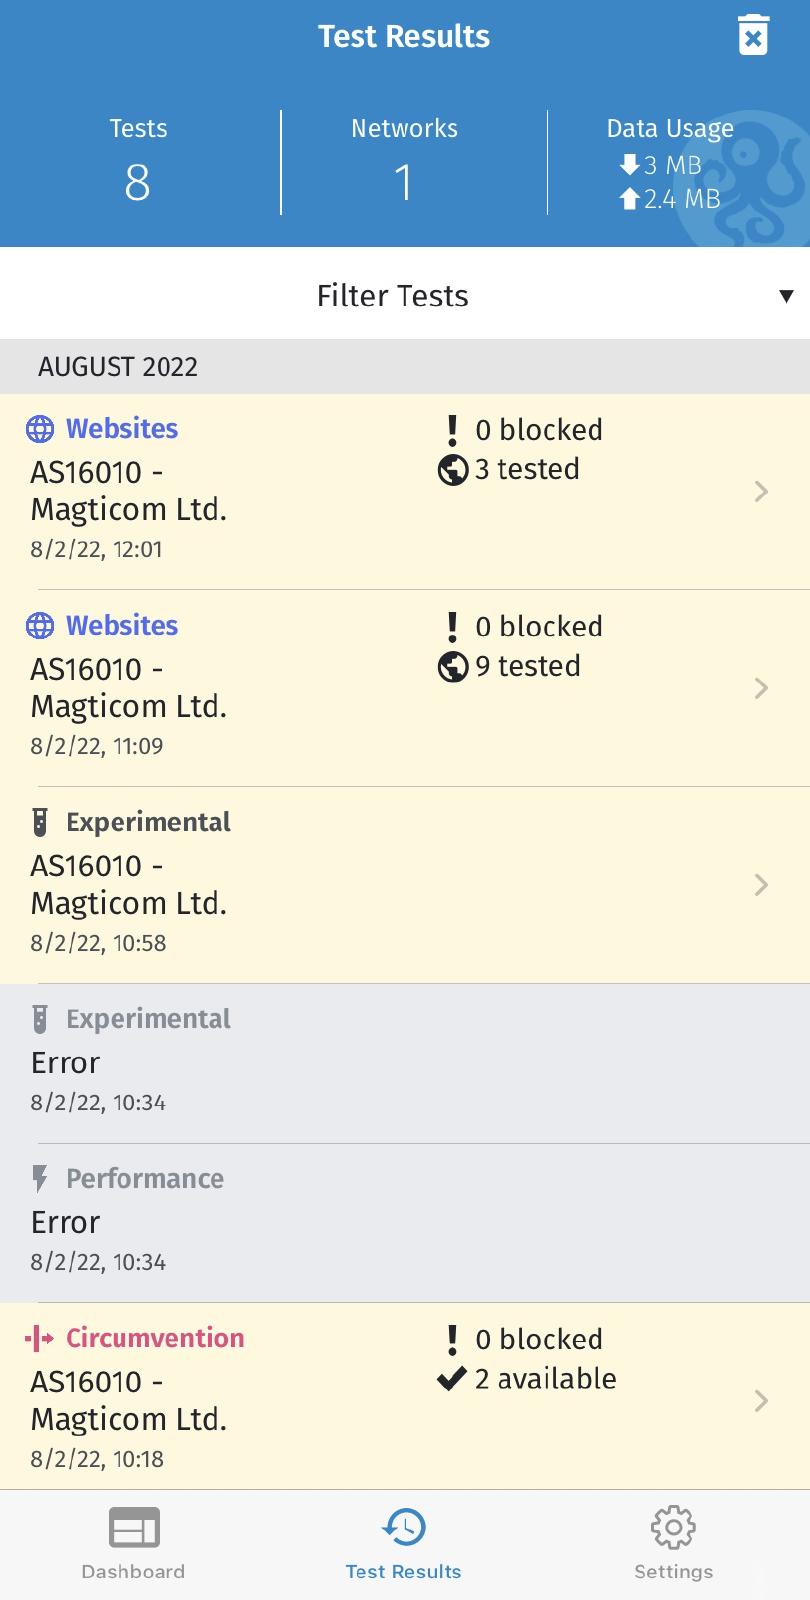 Test Results
Tests
8
Networks
1
Data Usage
3 MB
2.4 MB
Filter Tests
AUGUST 2022
Websites
AS16010 -
Magticom Ltd.
8/2/22, 12:01
0 blocked
3 tested
Websites
AS16010 -
Magticom Ltd.
8/2/22, 11:09
0 blocked
9 tested
Experimental
AS16010 -
Magticom Ltd.
8/2/22, 10:58
Experimental
Error
8/2/22, 10:34
Performance
Error
8/2/22, 10:34
Circumvention
AS16010 -
Magticom Ltd.
8/2/22, 10:18
0 blocked
2 available
Dashboard
Test Results
Settings